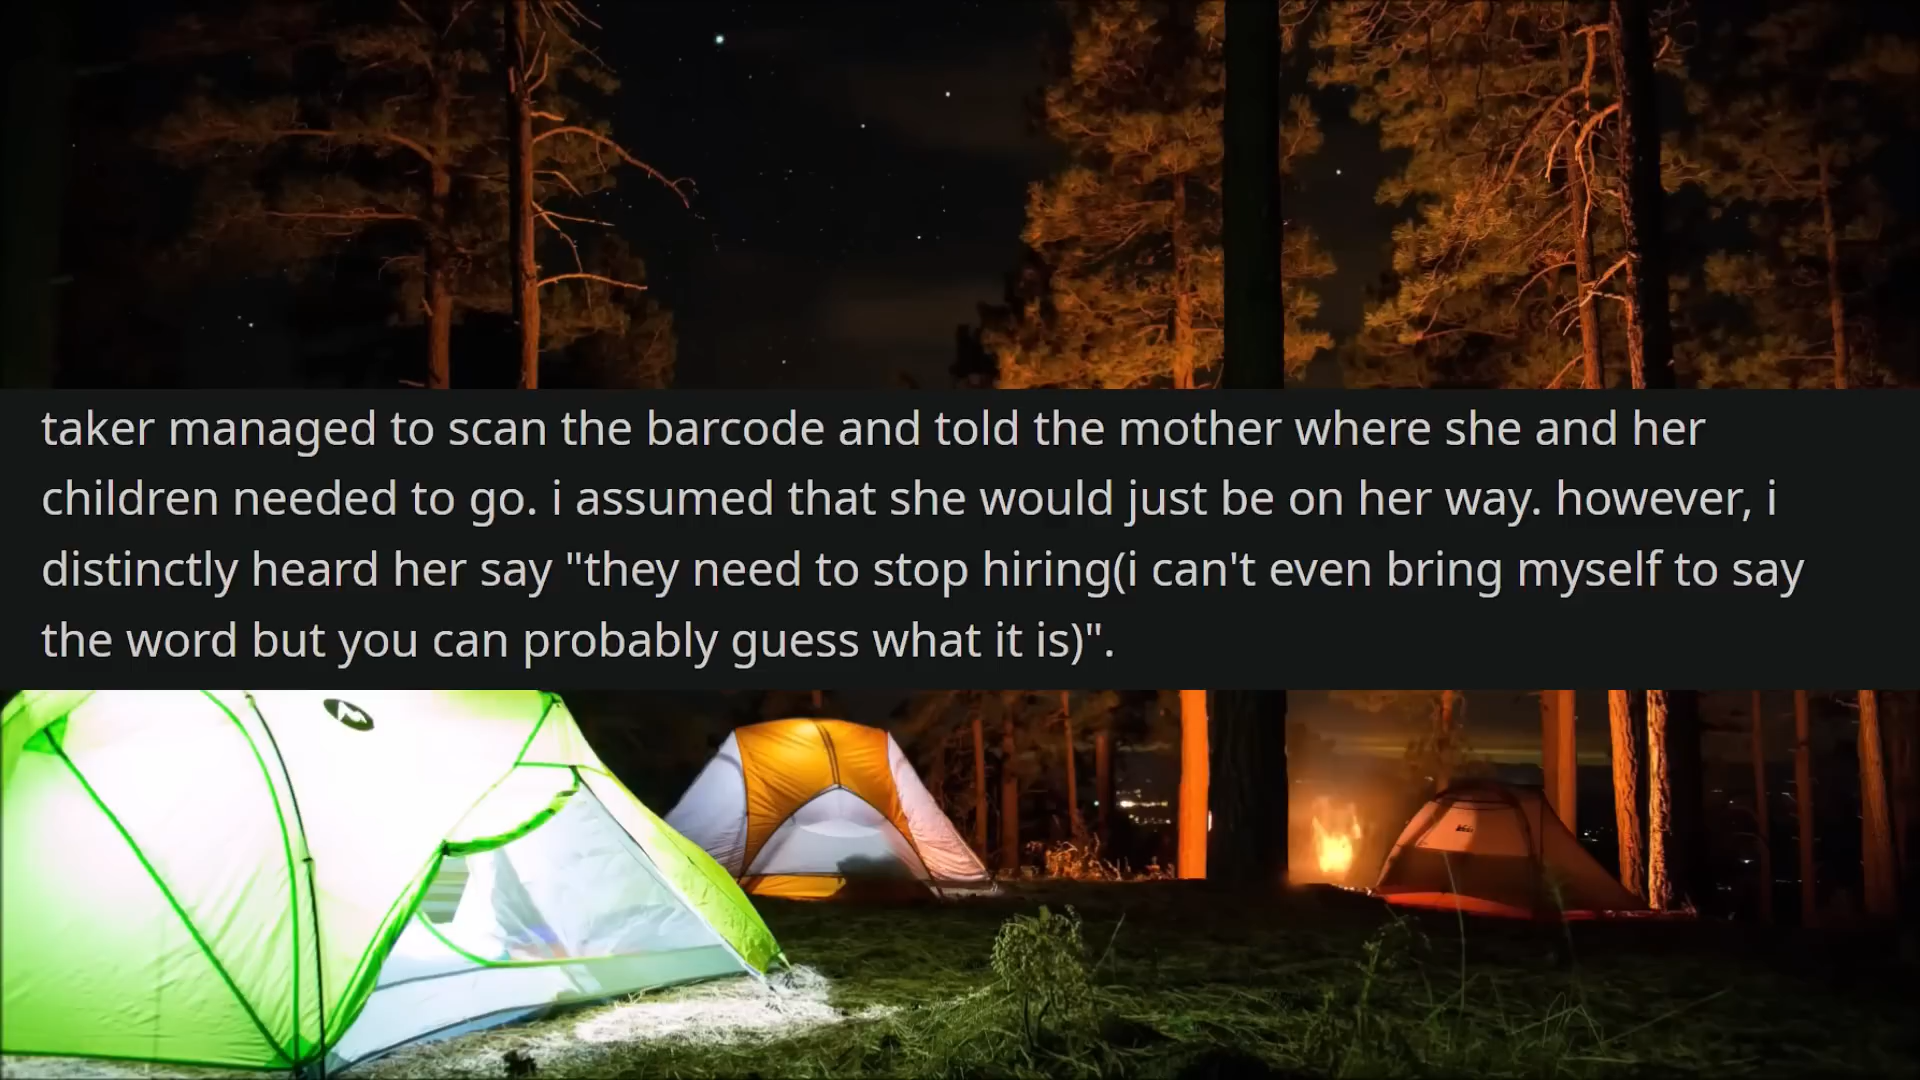 taker managed to scan the barcode and told the mother where she and her
children needed to go. i assumed that she would just be on her way. however, i
distinctly heard her say "they need to stop hiring(i can't even bring myself to say
the word but you can probably guess what it is)".